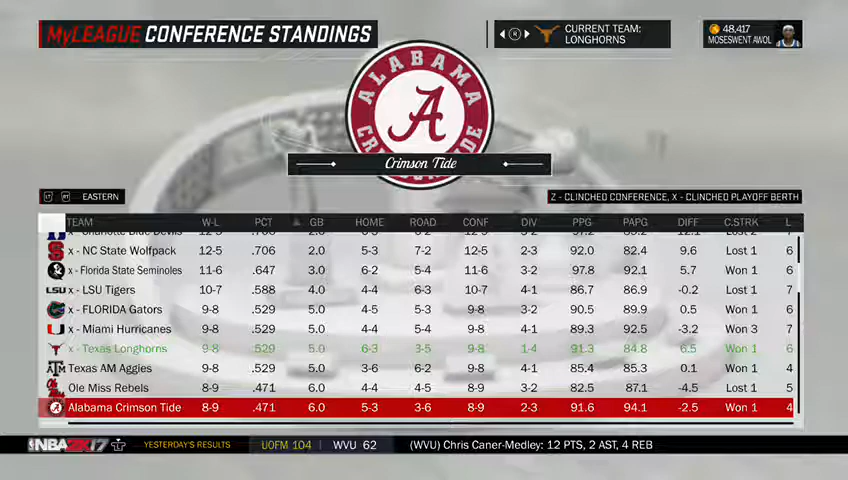 MyLEAGUE CONFERENCE STANDINGS
R
CURRENT TEAM:
LONGHORNS
48,417
MOSESWENT AWOL
ALABAMA
A
Crimson Tide
LT RT EASTERN
Z - CLINCHED CONFERENCE, X - CLINCHED PLAYOFF BERTH
TEAM W-L PCT GB HOME ROAD CONF DIV PPG PAPG DIFF C.STRK L
x - NC State Wolfpack 12-5 .706 2.0 5-3 7-2 12-5 2-3 92.0 82.4 9.6 Lost 1 6
x - Florida State Seminoles 11-6 .647 3.0 6-2 5-4 11-6 3-2 97.8 92.1 5.7 Won 1 6
LSU x - LSU Tigers 10-7 .588 4.0 4-4 6-3 10-7 4-1 86.7 86.9 -0.2 Lost 1 7
x - FLORIDA Gators 9-8 .529 5.0 4-5 5-3 9-8 3-2 90.5 89.9 0.5 Won 1 6
x - Miami Hurricanes 9-8 .529 5.0 4-4 5-4 9-8 4-1 89.3 92.5 -3.2 Won 3 7
x - Texas Longhorns 9-8 .529 5.0 6-3 3-5 9-8 1-4 91.3 84.8 6.5 Won 1 6
ATM Texas AM Aggies 9-8 .529 5.0 3-6 6-2 9-8 4-1 85.4 85.3 0.1 Won 1 4
Ole Miss Ole Miss Rebels 8-9 .471 6.0 4-4 4-5 8-9 3-2 82.5 87.1 -4.5 Lost 1 5
A Alabama Crimson Tide 8-9 .471 6.0 5-3 3-6 8-9 2-3 91.6 94.1 -2.5 Won 1 4
NBA2K17 YESTERDAY'S RESULTS UOFM 104 WVU 62 (WVU) Chris Caner-Medley: 12 PTS, 2 AST, 4 REB